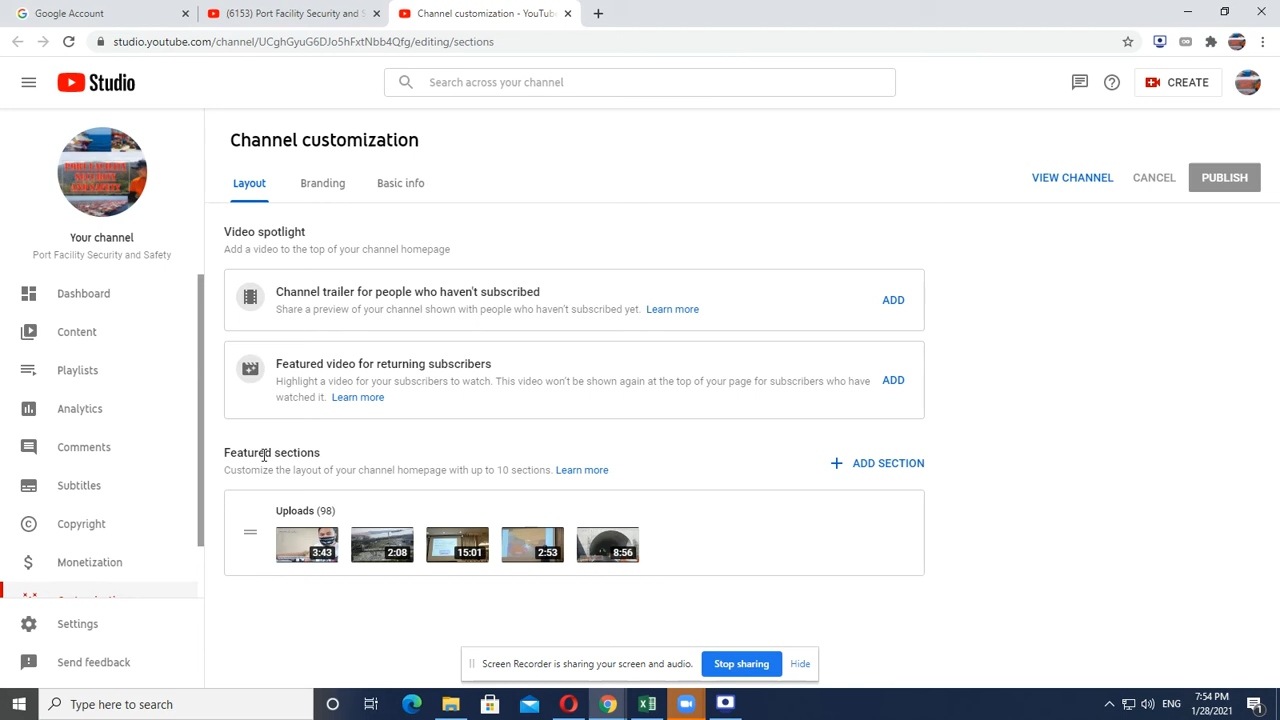 Google Account
(6153) Port Facility Security and S
Channel customization - YouTube
studio.youtube.com/channel/UCghGyuG6DJo5hFxtNbb4Qfg/editing/sections
Studio
Search across your channel
CREATE
PORT FACILITY
SECURITY
AND SAFETY
Your channel
Port Facility Security and Safety
Dashboard
Content
Playlists
Analytics
Comments
Subtitles
Copyright
Monetization
Settings
Send feedback
Channel customization
Layout
Branding
Basic info
VIEW CHANNEL
CANCEL
PUBLISH
Video spotlight
Add a video to the top of your channel homepage
Channel trailer for people who haven't subscribed
Share a preview of your channel shown with people who haven't subscribed yet. Learn more
ADD
Featured video for returning subscribers
Highlight a video for your subscribers to watch. This video won't be shown again at the top of your page for subscribers who have
watched it. Learn more
ADD
Featured sections
Customize the layout of your channel homepage with up to 10 sections. Learn more
ADD SECTION
Uploads (98)
3:43
2:08
15:01
2:53
8:56
Screen Recorder is sharing your screen and audio.
Stop sharing
Hide
Type here to search
ENG
7:54 PM
1/28/2021